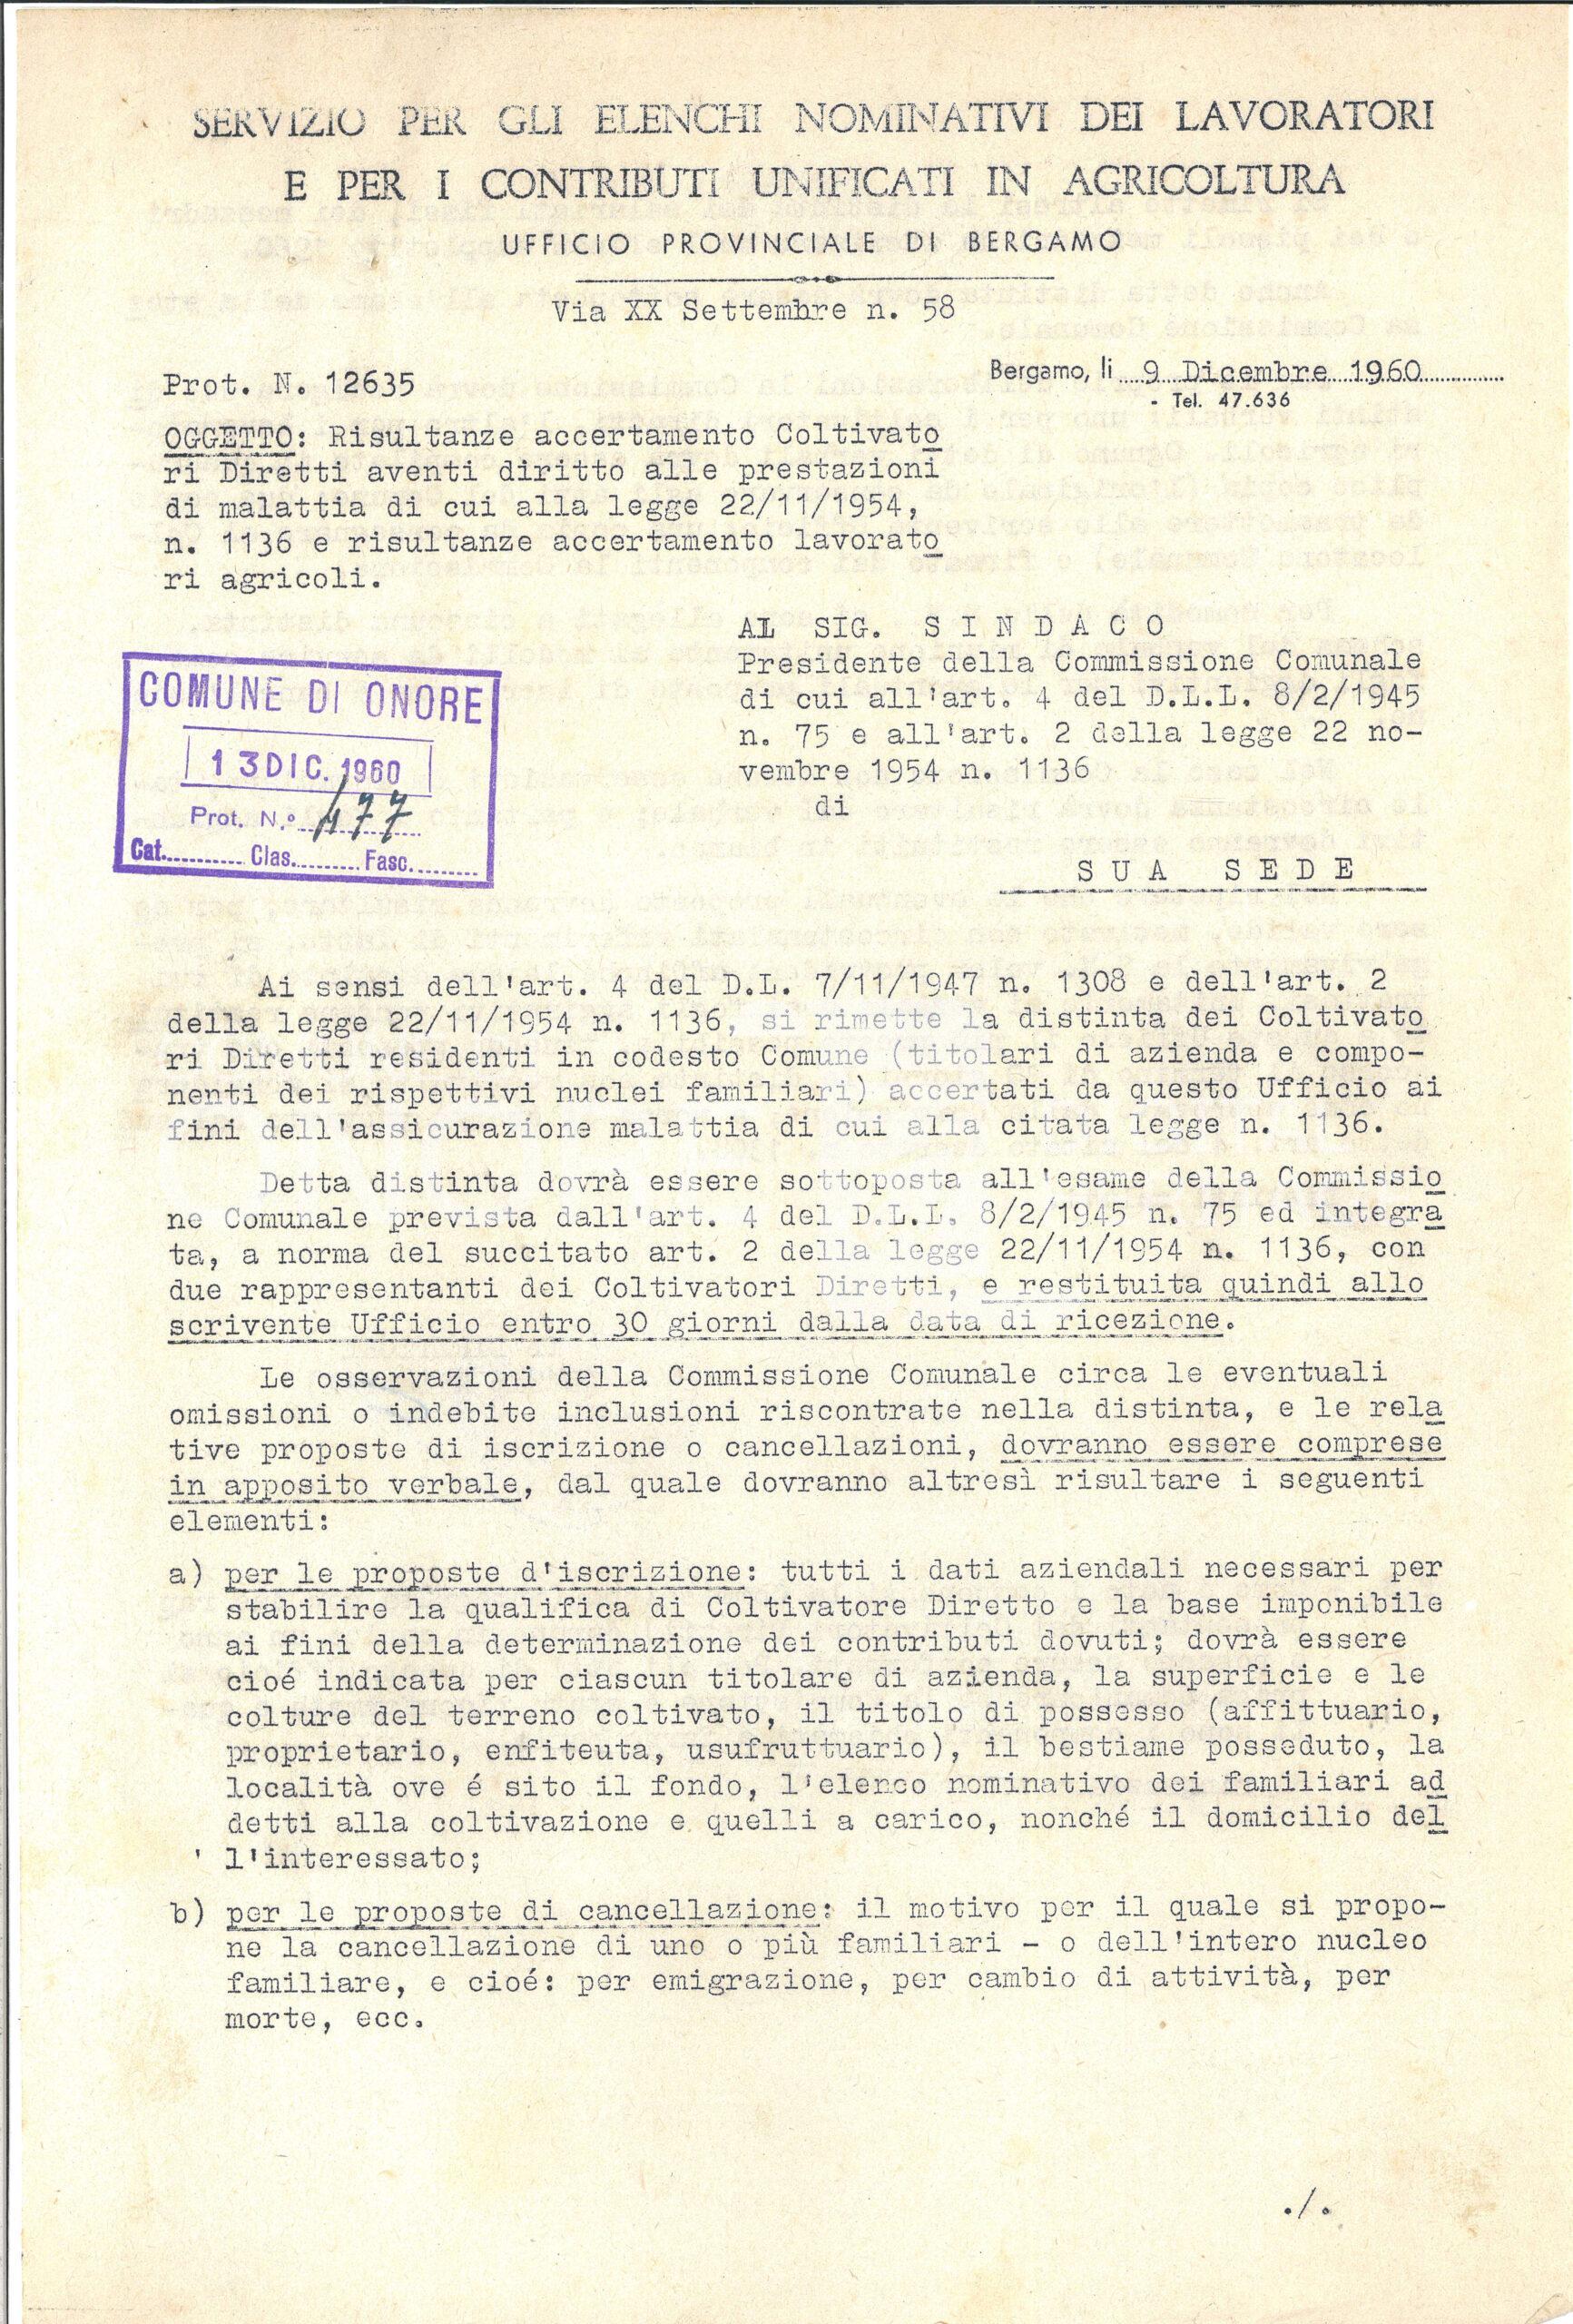 SERVIZIO PER GLI ELENCHI NOMINATIVI DEI LAVORATORI
E PER I CONTRIBUTI UNIFICATI IN AGRICOLTURA
UFFICIO PROVINCIALE DI BERGAMO
Via XX Settembre n. 58
Prot. N. 12635
Bergamo, li 9 Dicembre 1960
- Tel. 47.636
OGGETTO: Risultanze accertamento Coltivato
ri Diretti aventi diritto alle prestazioni
di malattia di cui alla legge 22/11/1954,
n. 1136 e risultanze accertamento lavorato
ri agricoli.
AL SIG. S I N D A C O
Presidente della Commissione Comunale
di cui all'art. 4 del D.L.L. 8/2/1945
n. 75 e all'art. 2 della legge 22 no-
vembre 1954 n. 1136
di
S U A S E D E
COMUNE DI ONORE
13 DIC. 1960
Prot. N.° 1177
Cat.......... Clas.......... Fasc..........
Ai sensi dell'art. 4 del D.L. 7/11/1947 n. 1308 e dell'art. 2
della legge 22/11/1954 n. 1136, si rimette la distinta dei Coltivato
ri Diretti residenti in codesto Comune (titolari di azienda e compo-
nenti dei rispettivi nuclei familiari) accertati da questo Ufficio ai
fini dell'assicurazione malattia di cui alla citata legge n. 1136.
Detta distinta dovrà essere sottoposta all'esame della Commissio
ne Comunale prevista dall'art. 4 del D.L.L. 8/2/1945 n. 75 ed integra
ta, a norma del succitato art. 2 della legge 22/11/1954 n. 1136, con
due rappresentanti dei Coltivatori Diretti, e restituita quindi allo
scrivente Ufficio entro 30 giorni dalla data di ricezione.
Le osservazioni della Commissione Comunale circa le eventuali
omissioni o indebite inclusioni riscontrate nella distinta, e le rela
tive proposte di iscrizione o cancellazioni, dovranno essere comprese
in apposito verbale, dal quale dovranno altresì risultare i seguenti
elementi:
a) per le proposte d'iscrizione: tutti i dati aziendali necessari per
stabilire la qualifica di Coltivatore Diretto e la base imponibile
ai fini della determinazione dei contributi dovuti; dovrà essere
cioé indicata per ciascun titolare di azienda, la superficie e le
colture del terreno coltivato, il titolo di possesso (affittuario,
proprietario, enfiteuta, usufruttuario), il bestiame posseduto, la
località ove é sito il fondo, l'elenco nominativo dei familiari ad
detti alla coltivazione e quelli a carico, nonché il domicilio del
l'interessato;
b) per le proposte di cancellazione: il motivo per il quale si propo-
ne la cancellazione di uno o più familiari - o dell'intero nucleo
familiare, e cioé: per emigrazione, per cambio di attività, per
morte, ecc.
./.